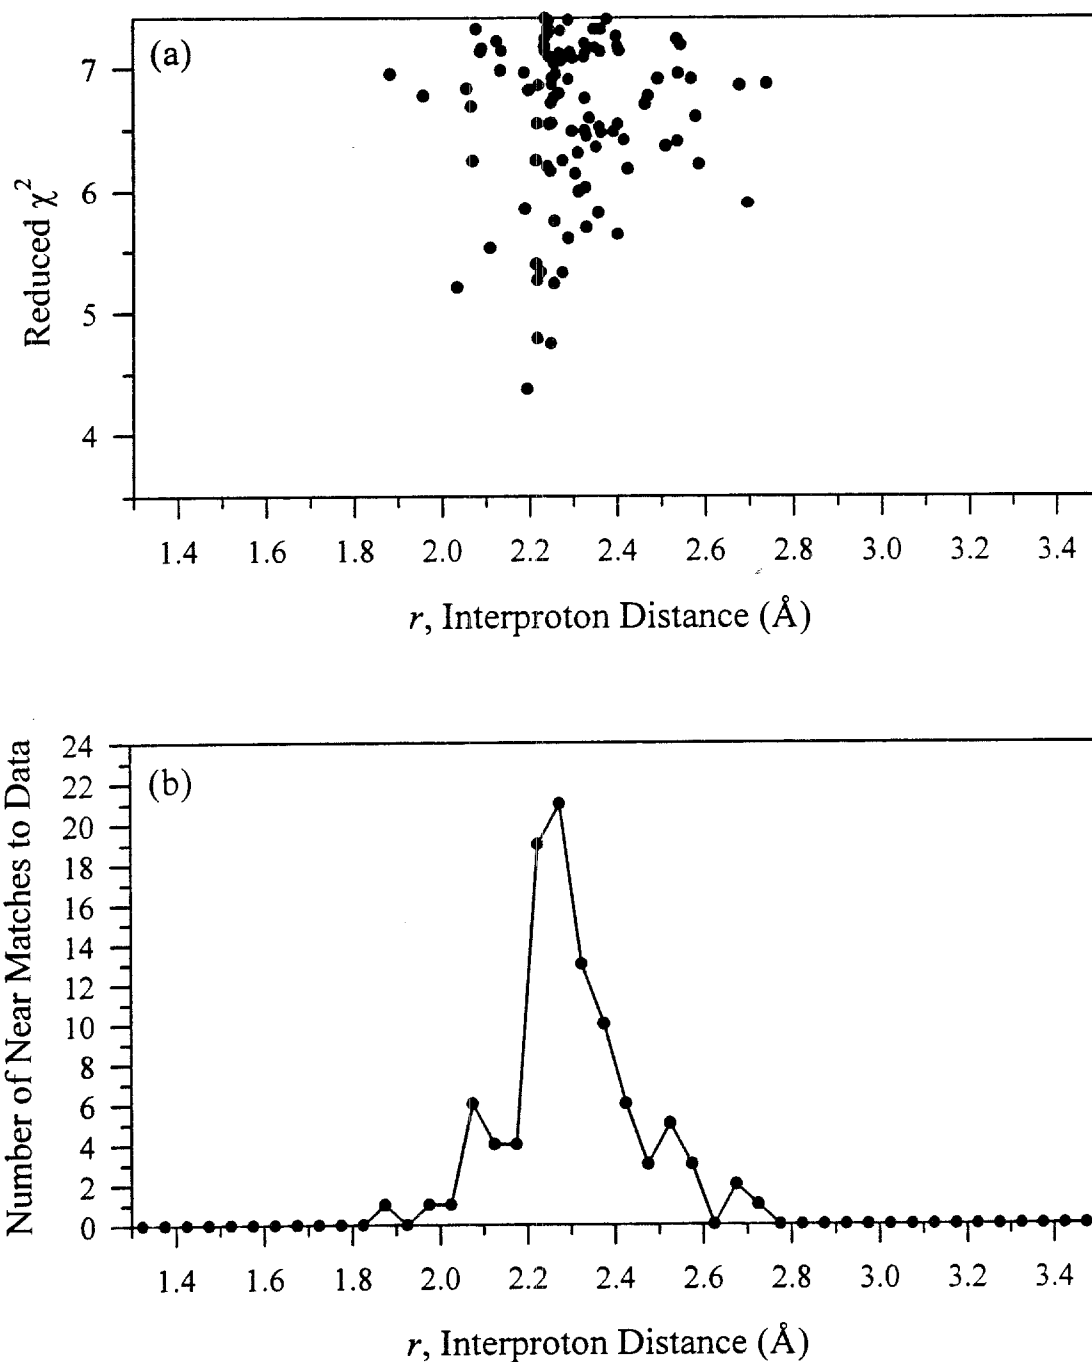 (a)
7
6
5
4
Reduced χ²
1.4 1.6 1.8 2.0 2.2 2.4 2.6 2.8 3.0 3.2 3.4
r, Interproton Distance (Å)
(b)
24
22
20
18
16
14
12
10
8
6
4
2
0
Number of Near Matches to Data
1.4 1.6 1.8 2.0 2.2 2.4 2.6 2.8 3.0 3.2 3.4
r, Interproton Distance (Å)